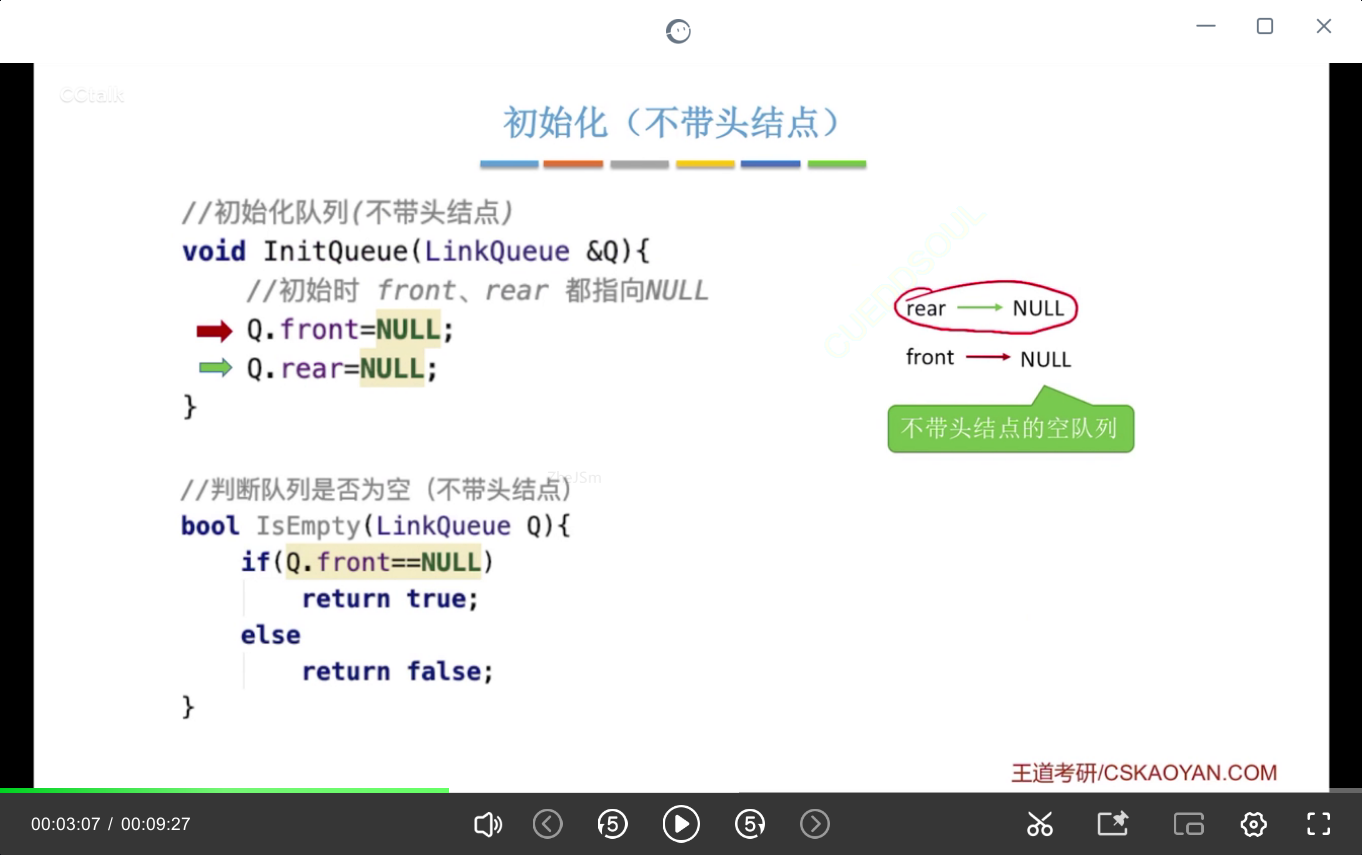 CCtalk
初始化（不带头结点）
//初始化队列(不带头结点)
void InitQueue(LinkQueue &Q){
//初始时 front、rear 都指向NULL
Q.front=NULL;
Q.rear=NULL;
}
rear NULL
front NULL
不带头结点的空队列
//判断队列是否为空（不带头结点）
bool IsEmpty(LinkQueue Q){
if(Q.front==NULL)
return true;
else
return false;
}
王道考研/CSKAOYAN.COM
00:03:07 / 00:09:27
5
5